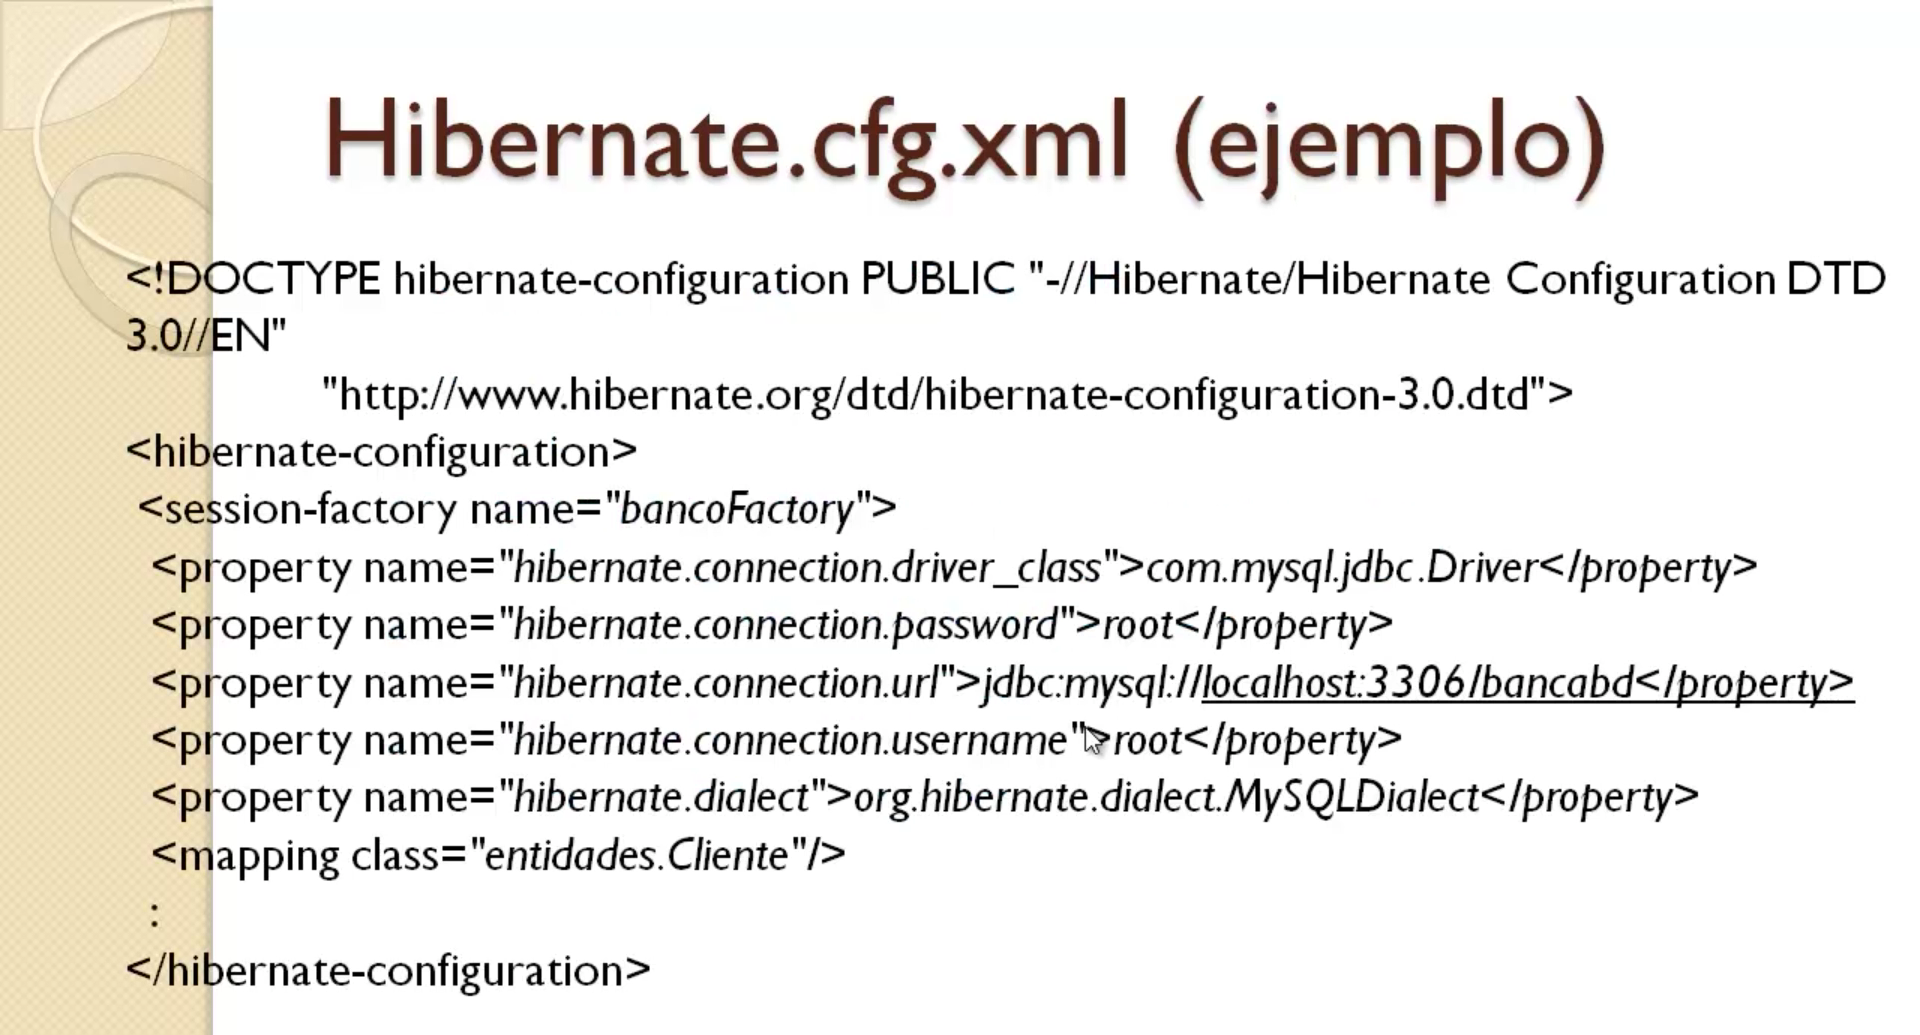 Hibernate.cfg.xml (ejemplo)
<!DOCTYPE hibernate-configuration PUBLIC "-//Hibernate/Hibernate Configuration DTD
3.0//EN"
"http://www.hibernate.org/dtd/hibernate-configuration-3.0.dtd">
<hibernate-configuration>
<session-factory name="bancoFactory">
<property name="hibernate.connection.driver_class">com.mysql.jdbc.Driver</property>
<property name="hibernate.connection.password">root</property>
<property name="hibernate.connection.url">jdbc:mysql://localhost:3306/bancabd</property>
<property name="hibernate.connection.username">root</property>
<property name="hibernate.dialect">org.hibernate.dialect.MySQLDialect</property>
<mapping class="entidades.Cliente"/>
:
</hibernate-configuration>